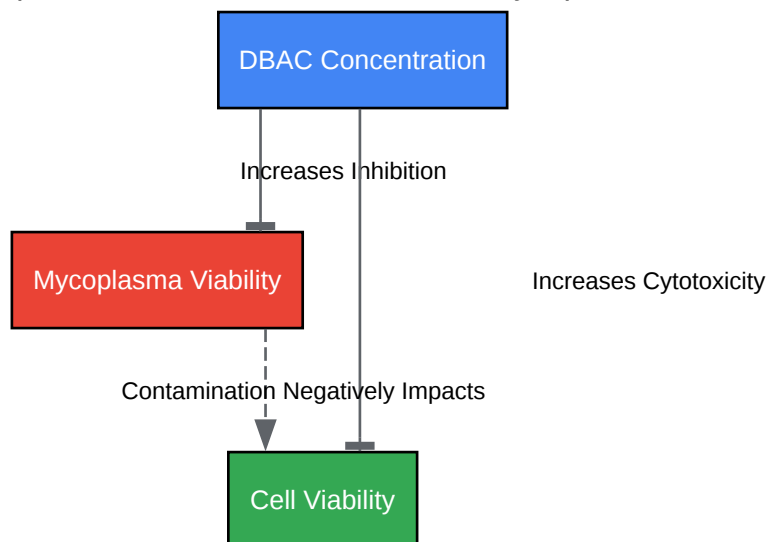 DBAC Concentration
Increases Inhibition
Mycoplasma Viability
Increases Cytotoxicity
Contamination Negatively Impacts
Cell Viability